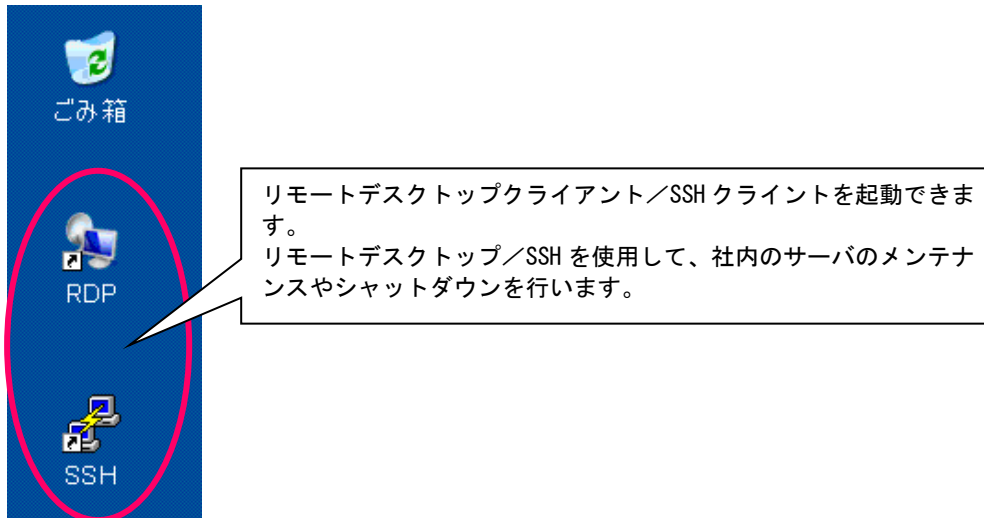 ごみ箱
RDP
SSH
リモートデスクトップクライアント／SSH クライントを起動できま
す。
リモートデスクトップ／SSH を使用して、社内のサーバのメンテナ
ンスやシャットダウンを行います。